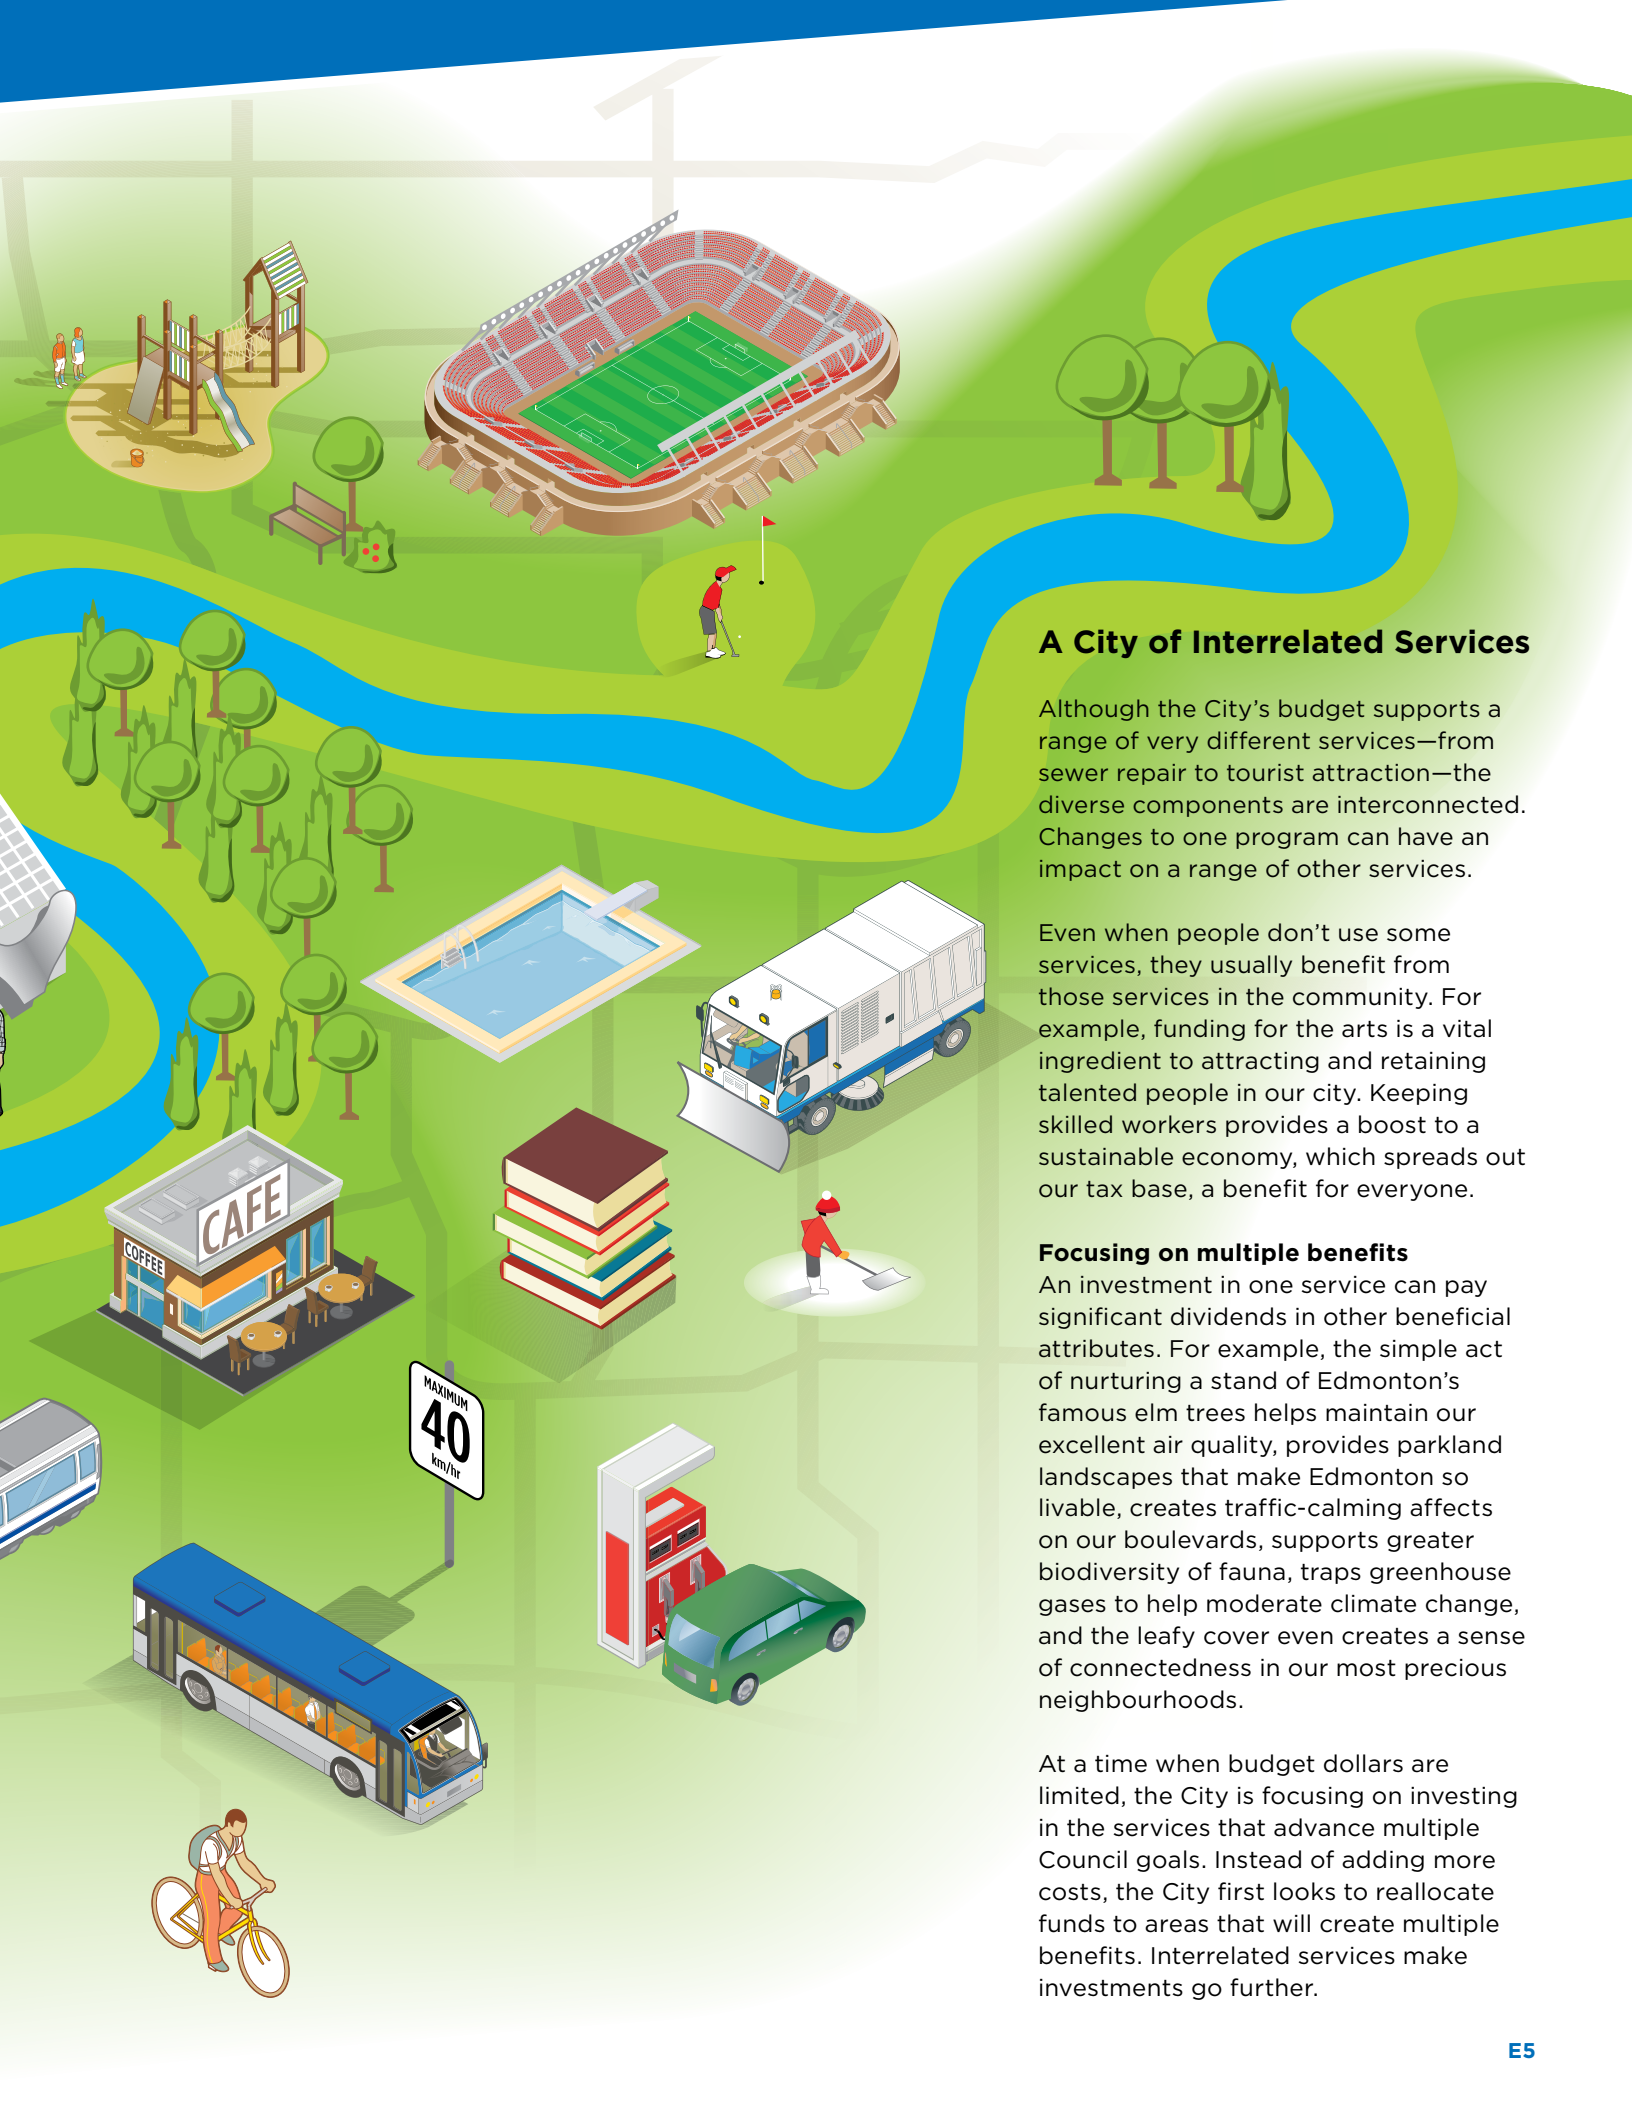 A City of Interrelated Services
Although the City’s budget supports a
range of very different services—from
sewer repair to tourist attraction—the
diverse components are interconnected.
Changes to one program can have an
impact on a range of other services.
Even when people don’t use some
services, they usually benefit from
those services in the community. For
example, funding for the arts is a vital
ingredient to attracting and retaining
talented people in our city. Keeping
skilled workers provides a boost to a
sustainable economy, which spreads out
our tax base, a benefit for everyone.
Focusing on multiple benefits
An investment in one service can pay
significant dividends in other beneficial
attributes. For example, the simple act
of nurturing a stand of Edmonton’s
famous elm trees helps maintain our
excellent air quality, provides parkland
landscapes that make Edmonton so
livable, creates traffic-calming affects
on our boulevards, supports greater
biodiversity of fauna, traps greenhouse
gases to help moderate climate change,
and the leafy cover even creates a sense
of connectedness in our most precious
neighbourhoods.
At a time when budget dollars are
limited, the City is focusing on investing
in the services that advance multiple
Council goals. Instead of adding more
costs, the City first looks to reallocate
funds to areas that will create multiple
benefits. Interrelated services make
investments go further.
CAFE
COFFEE
MAXIMUM
40
km/hr
E5